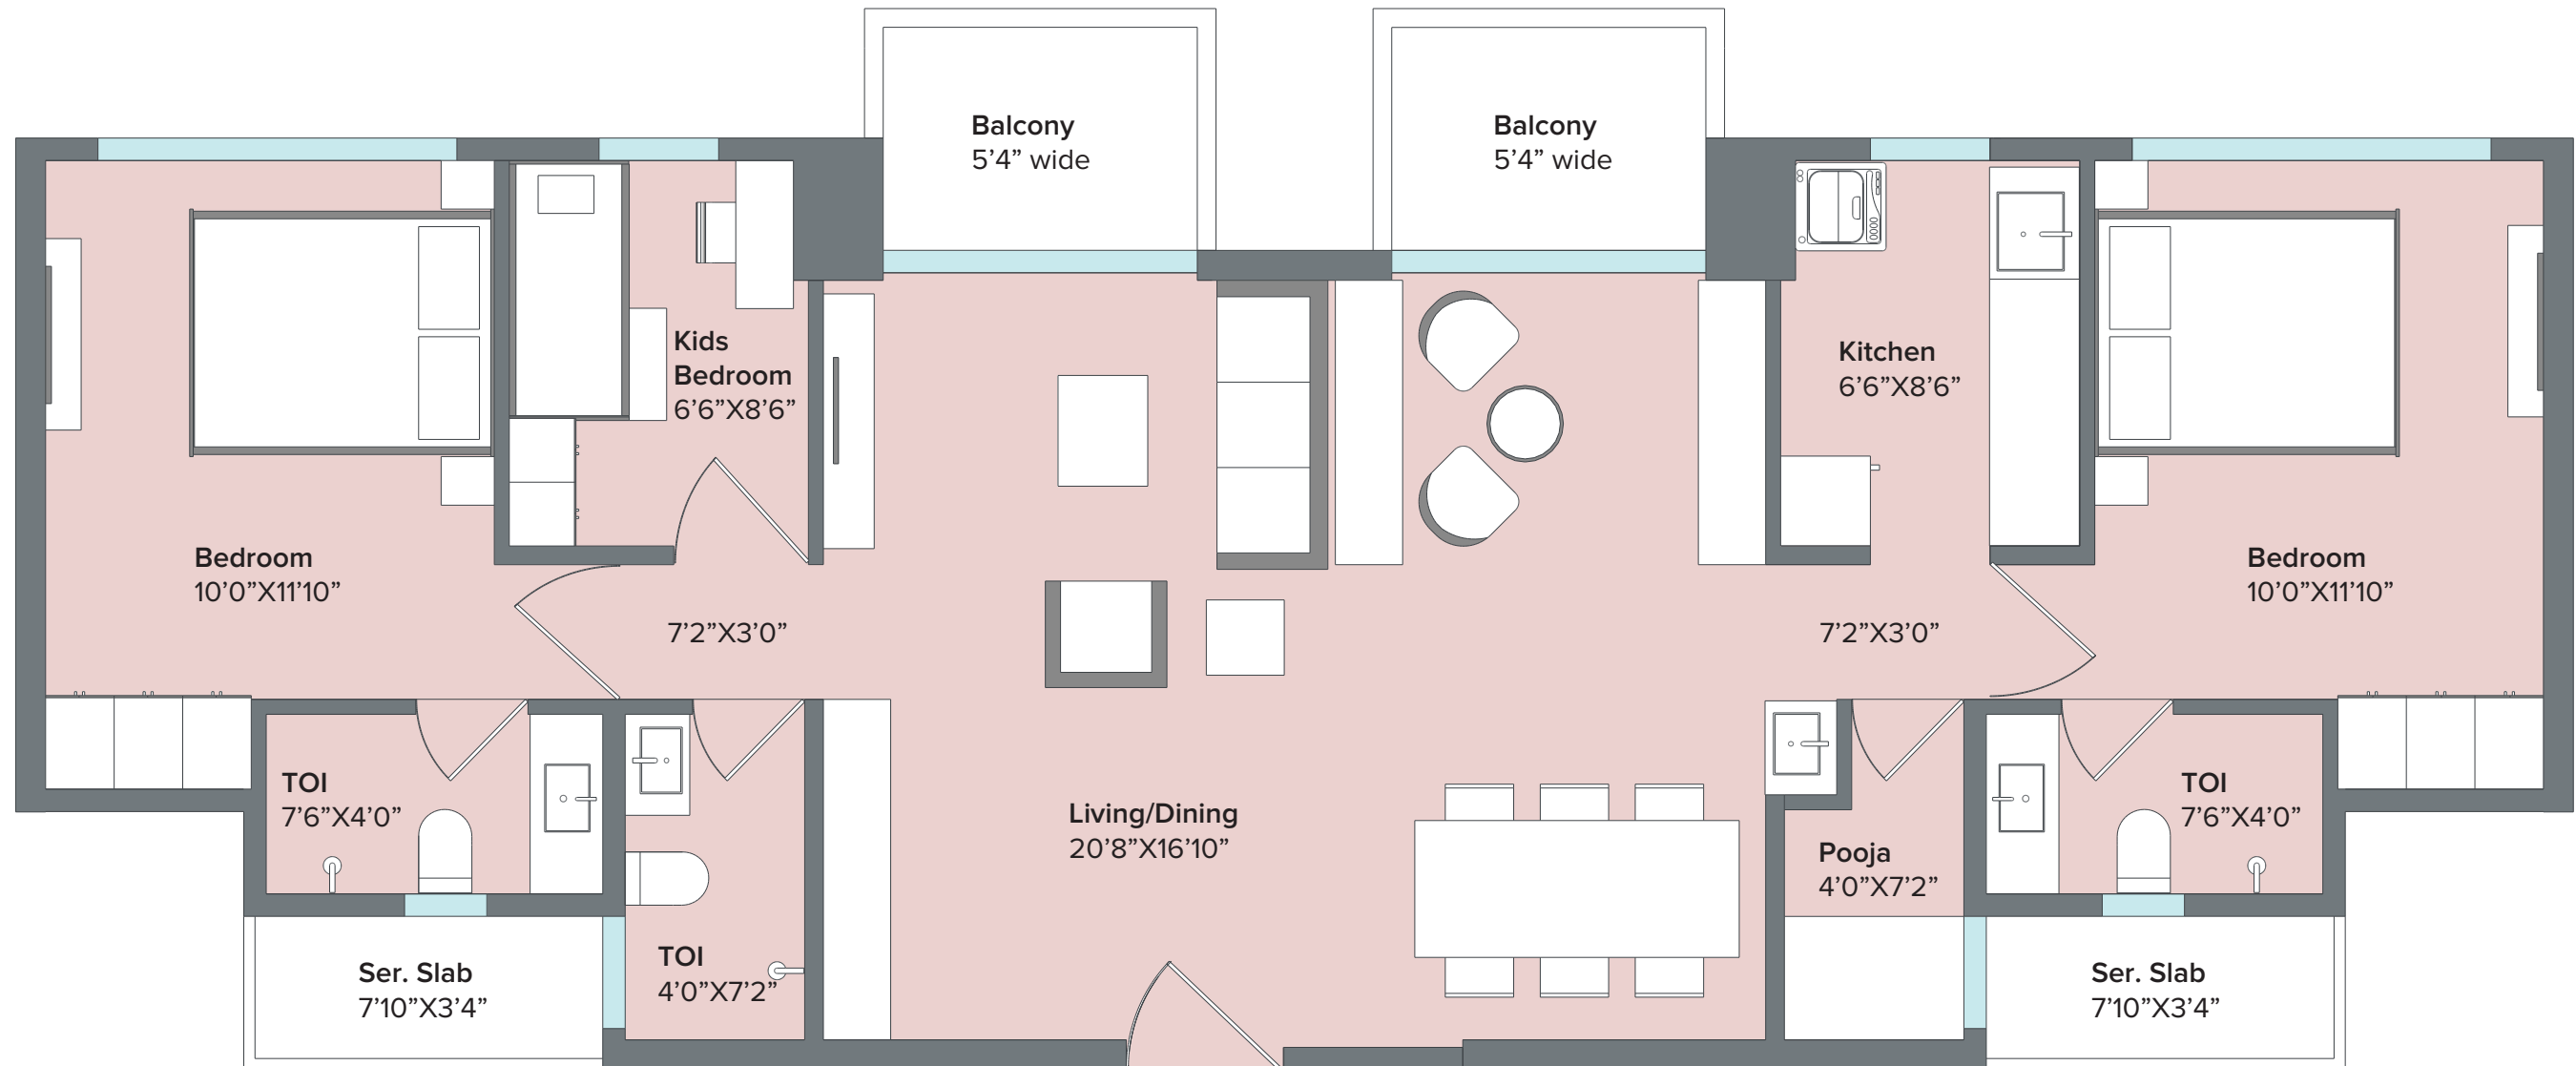 Balcony
5’4” wide
Balcony
5’4” wide
Kids
Bedroom
6’6”X8’6”
Kitchen
6’6”X8’6”
Bedroom
10’0”X11’10”
Bedroom
10’0”X11’10”
7’2”X3’0”
7’2”X3’0”
TOI
7’6”X4’0”
TOI
7’6”X4’0”
Living/Dining
20’8”X16’10”
Pooja
4’0”X7’2”
TOI
4’0”X7’2”
Ser. Slab
7’10”X3’4”
Ser. Slab
7’10”X3’4”